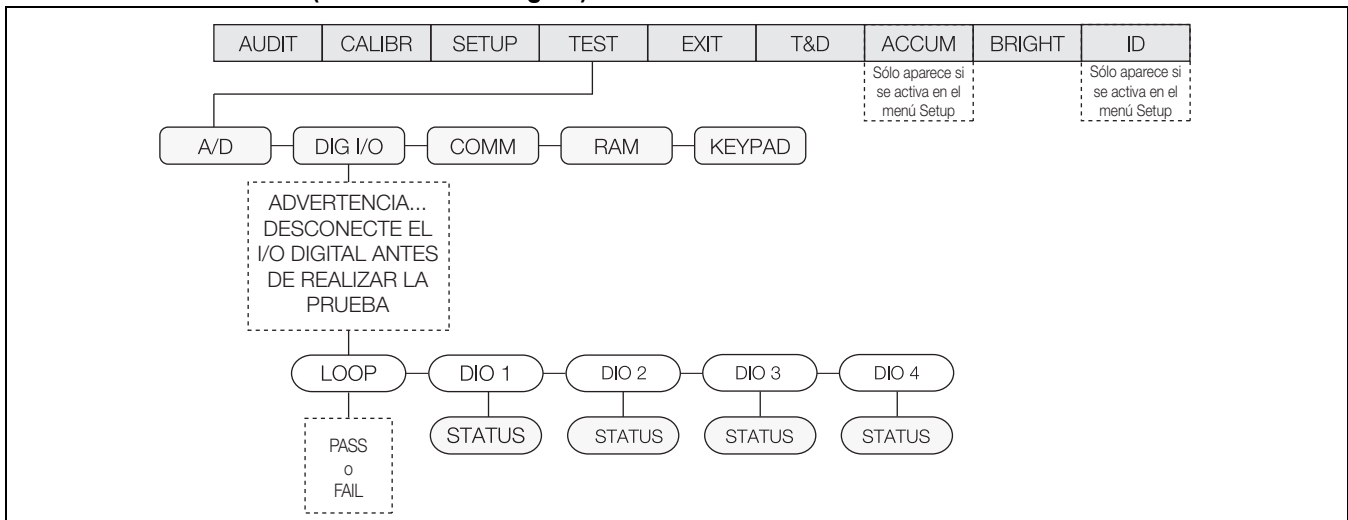 AUDIT CALIBR SETUP TEST EXIT T&D ACCUM BRIGHT ID
Sólo aparece si
se activa en el
menú Setup
Sólo aparece si
se activa en el
menú Setup
A/D DIG I/O COMM RAM KEYPAD
ADVERTENCIA...
DESCONECTE EL
I/O DIGITAL ANTES
DE REALIZAR LA
PRUEBA
LOOP DIO 1 DIO 2 DIO 3 DIO 4
STATUS STATUS STATUS STATUS
PASS
o
FAIL